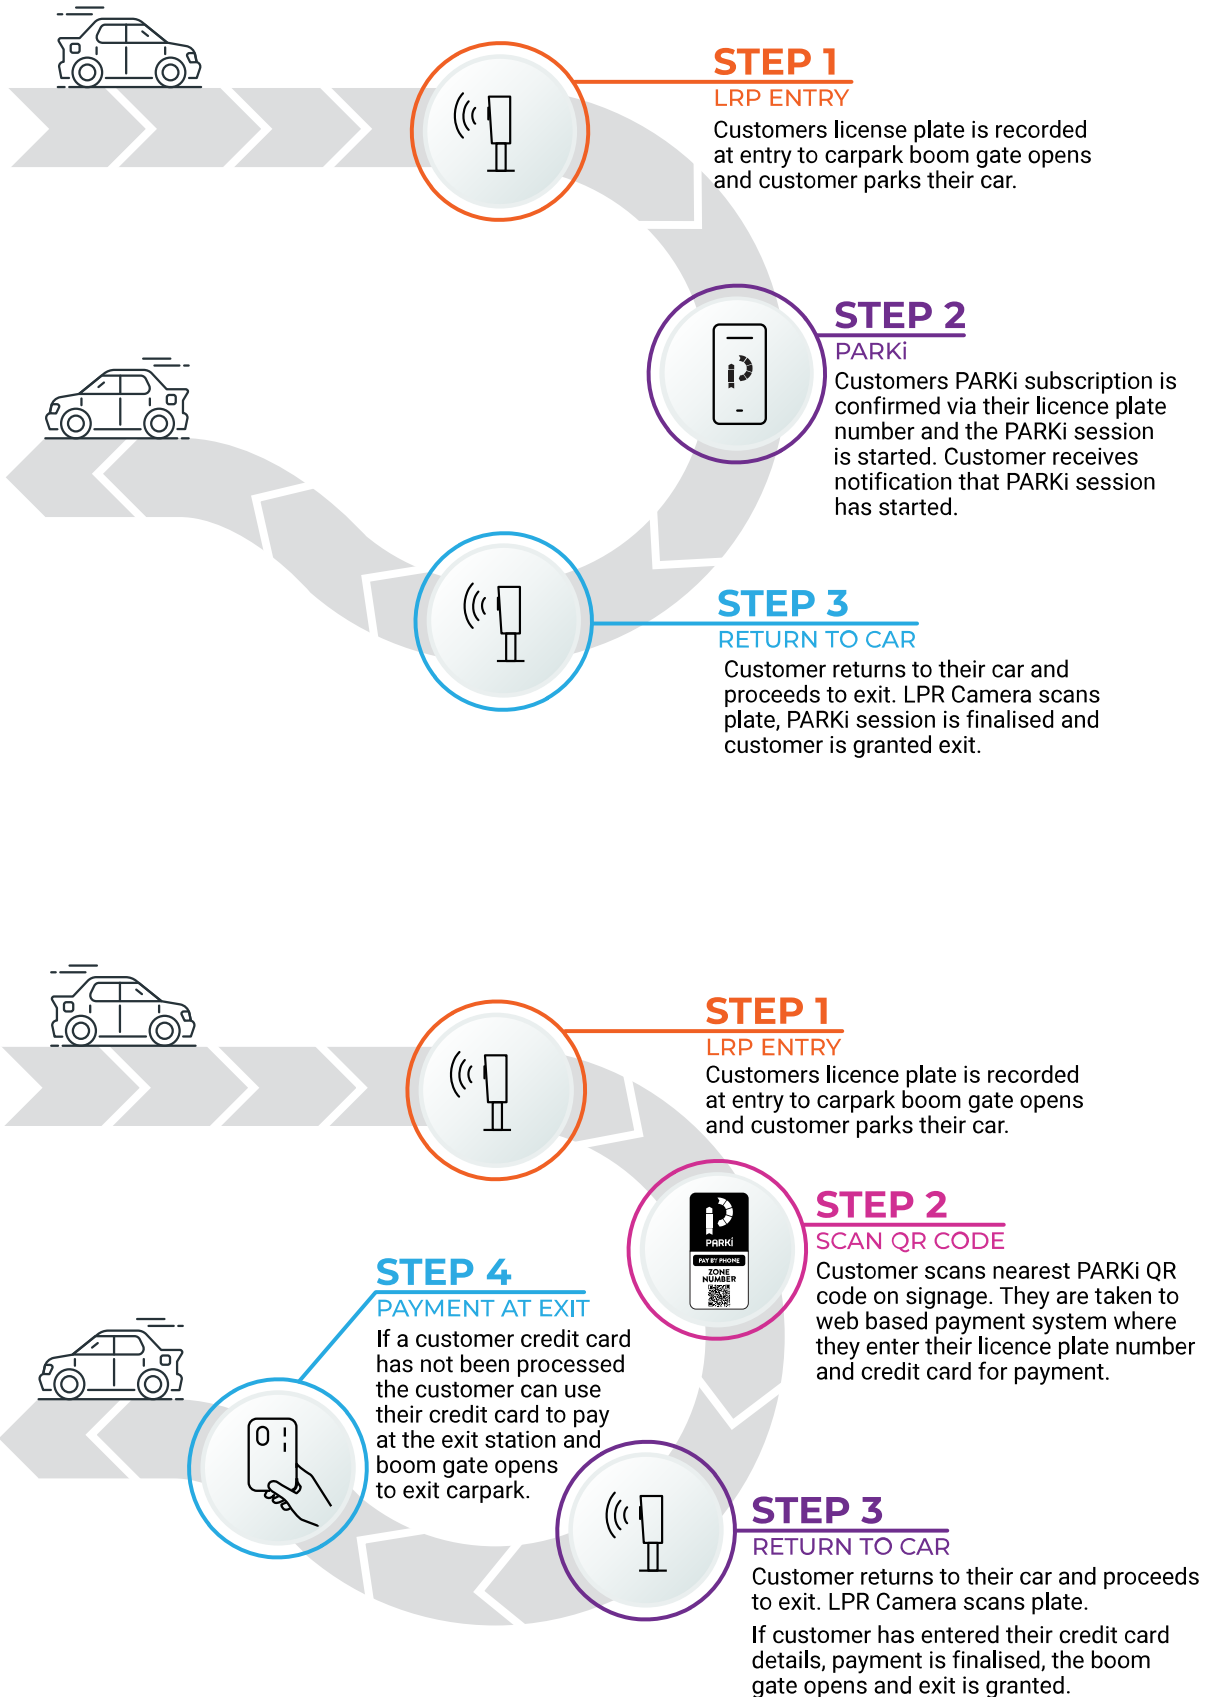 STEP 1
LRP ENTRY
Customers license plate is recorded
at entry to carpark boom gate opens
and customer parks their car.
STEP 2
PARKi
Customers PARKi subscription is
confirmed via their licence plate
number and the PARKi session
is started. Customer receives
notification that PARKi session
has started.
STEP 3
RETURN TO CAR
Customer returns to their car and
proceeds to exit. LPR Camera scans
plate, PARKi session is finalised and
customer is granted exit.
STEP 1
LRP ENTRY
Customers licence plate is recorded
at entry to carpark boom gate opens
and customer parks their car.
PARKi
PAY BY PHONE
ZONE
NUMBER
STEP 2
SCAN QR CODE
Customer scans nearest PARKi QR
code on signage. They are taken to
web based payment system where
they enter their licence plate number
and credit card for payment.
STEP 3
RETURN TO CAR
Customer returns to their car and proceeds
to exit. LPR Camera scans plate.
If customer has entered their credit card
details, payment is finalised, the boom
gate opens and exit is granted.
STEP 4
PAYMENT AT EXIT
If a customer credit card
has not been processed
the customer can use
their credit card to pay
at the exit station and
boom gate opens
to exit carpark.